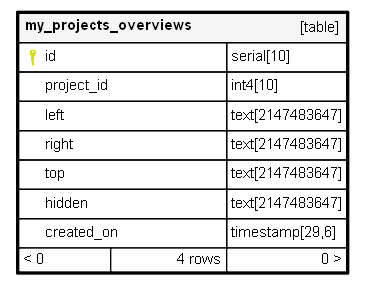 my_projects_overviews [table]
id serial[10]
project_id int4[10]
left text[2147483647]
right text[2147483647]
top text[2147483647]
hidden text[2147483647]
created_on timestamp[29,6]
< 0 4 rows 0 >